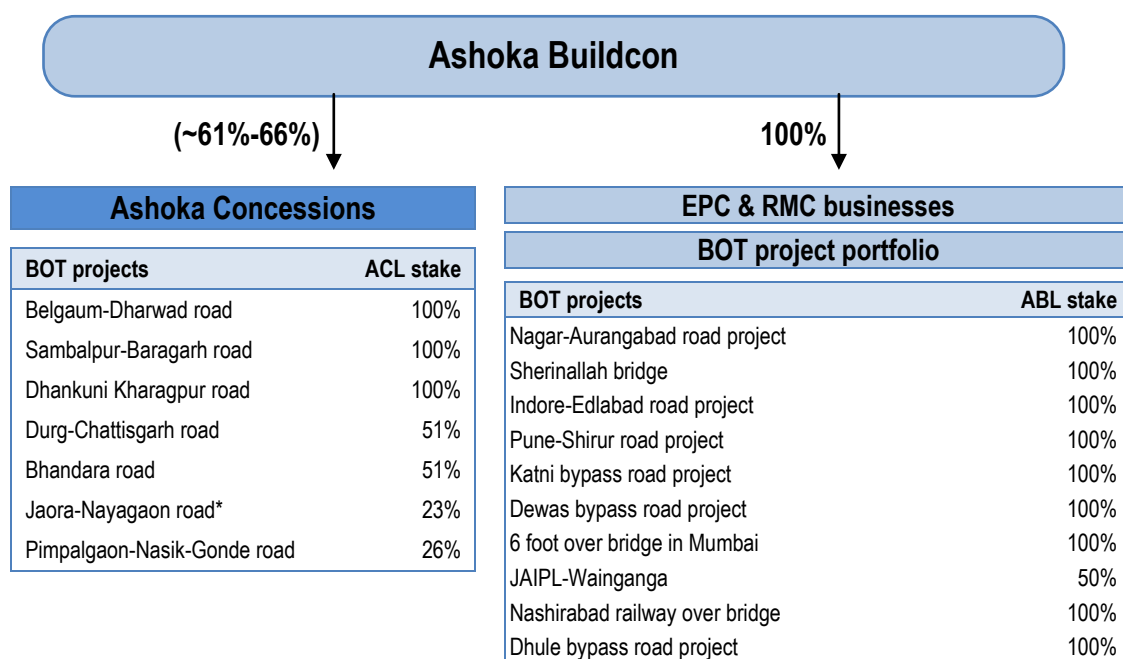 Ashoka Buildcon
(~61%-66%)
100%
Ashoka Concessions
BOT projects ACL stake
Belgaum-Dharwad road 100%
Sambalpur-Baragarh road 100%
Dhankuni Kharagpur road 100%
Durg-Chattisgarh road 51%
Bhandara road 51%
Jaora-Nayagaon road* 23%
Pimpalgaon-Nasik-Gonde road 26%
EPC & RMC businesses
BOT project portfolio
BOT projects ABL stake
Nagar-Aurangabad road project 100%
Sherinallah bridge 100%
Indore-Edlabad road project 100%
Pune-Shirur road project 100%
Katni bypass road project 100%
Dewas bypass road project 100%
6 foot over bridge in Mumbai 100%
JAIPL-Wainganga 50%
Nashirabad railway over bridge 100%
Dhule bypass road project 100%